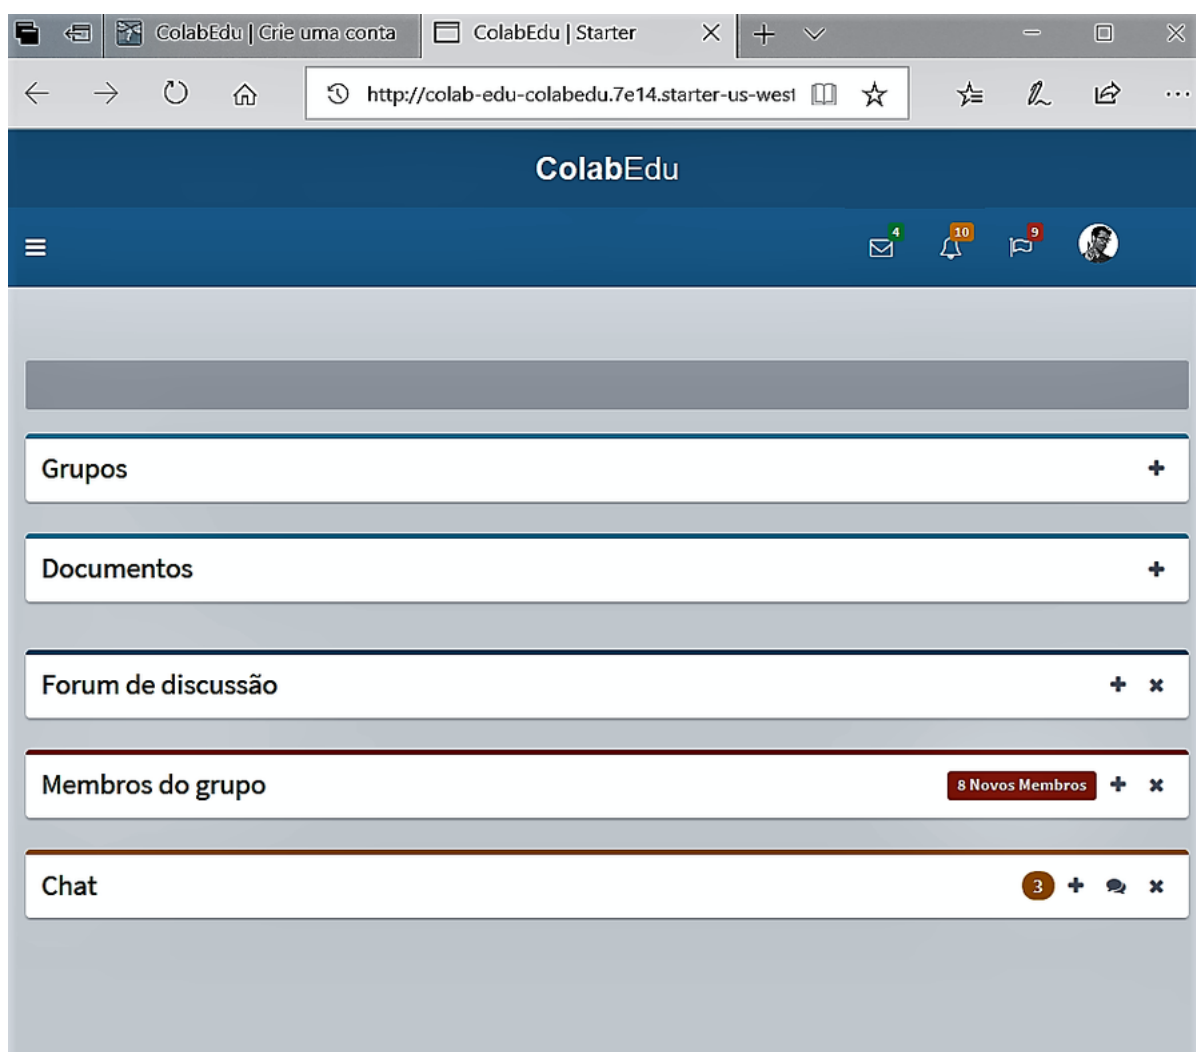 ColabEdu | Crie uma conta
ColabEdu | Starter
http://colab-edu-colabedu.7e14.starter-us-west
ColabEdu
4
10
9
Grupos
Documentos
Forum de discussão
Membros do grupo
8 Novos Membros
Chat
3